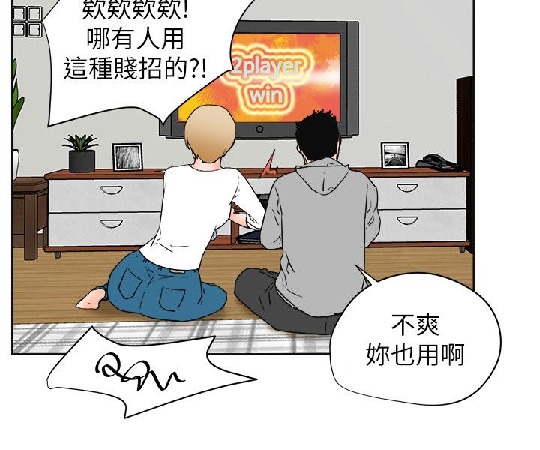 欸欸欸欸!
哪有人用
這種賤招的?!
2player
win
不爽
妳也用啊